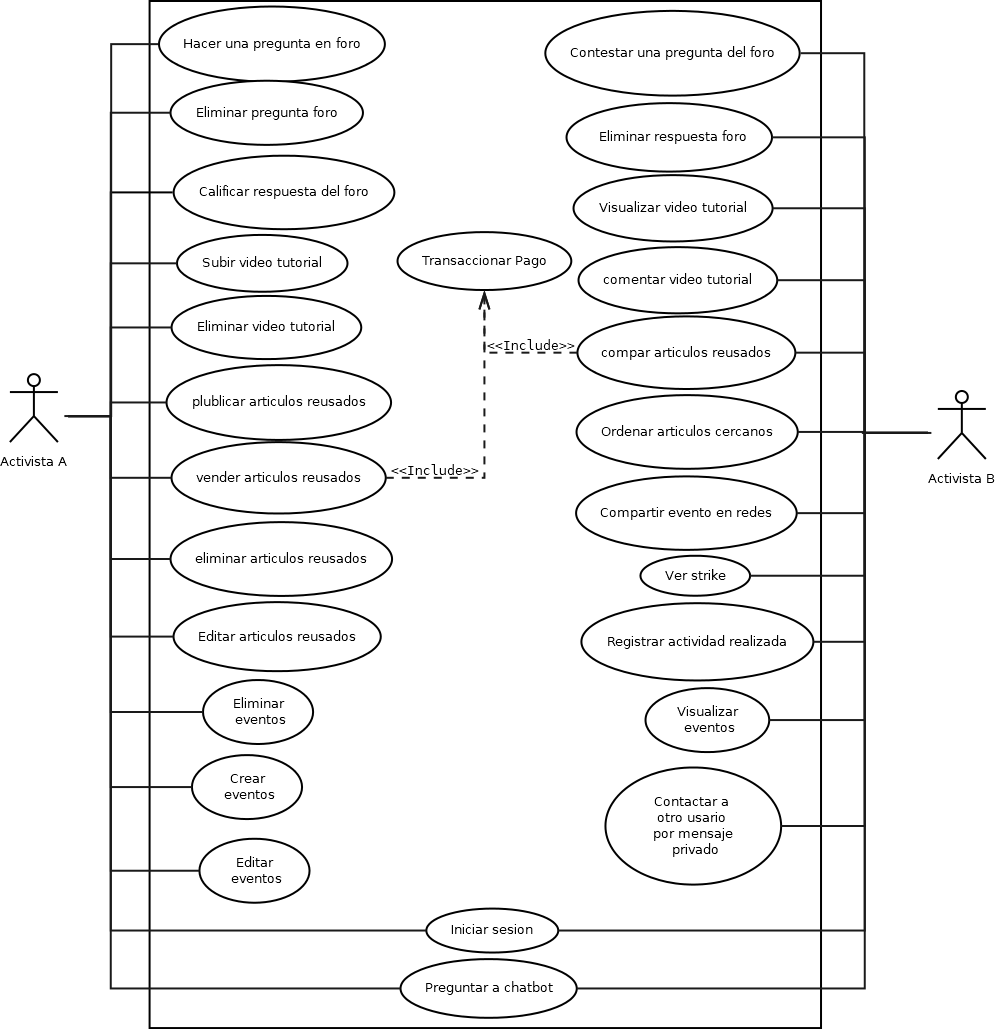 Hacer una pregunta en foro
Contestar una pregunta del foro
Eliminar pregunta foro
Eliminar respuesta foro
Calificar respuesta del foro
Visualizar video tutorial
Subir video tutorial
Transaccionar Pago
comentar video tutorial
Eliminar video tutorial
<<Include>>
compar articulos reusados
plublicar articulos reusados
Ordenar articulos cercanos
Activista A
Activista B
vender articulos reusados
<<Include>>
Compartir evento en redes
eliminar articulos reusados
Ver strike
Editar articulos reusados
Registrar actividad realizada
Eliminar
eventos
Visualizar
eventos
Crear
eventos
Contactar a
otro usario
por mensaje
privado
Editar
eventos
Iniciar sesion
Preguntar a chatbot